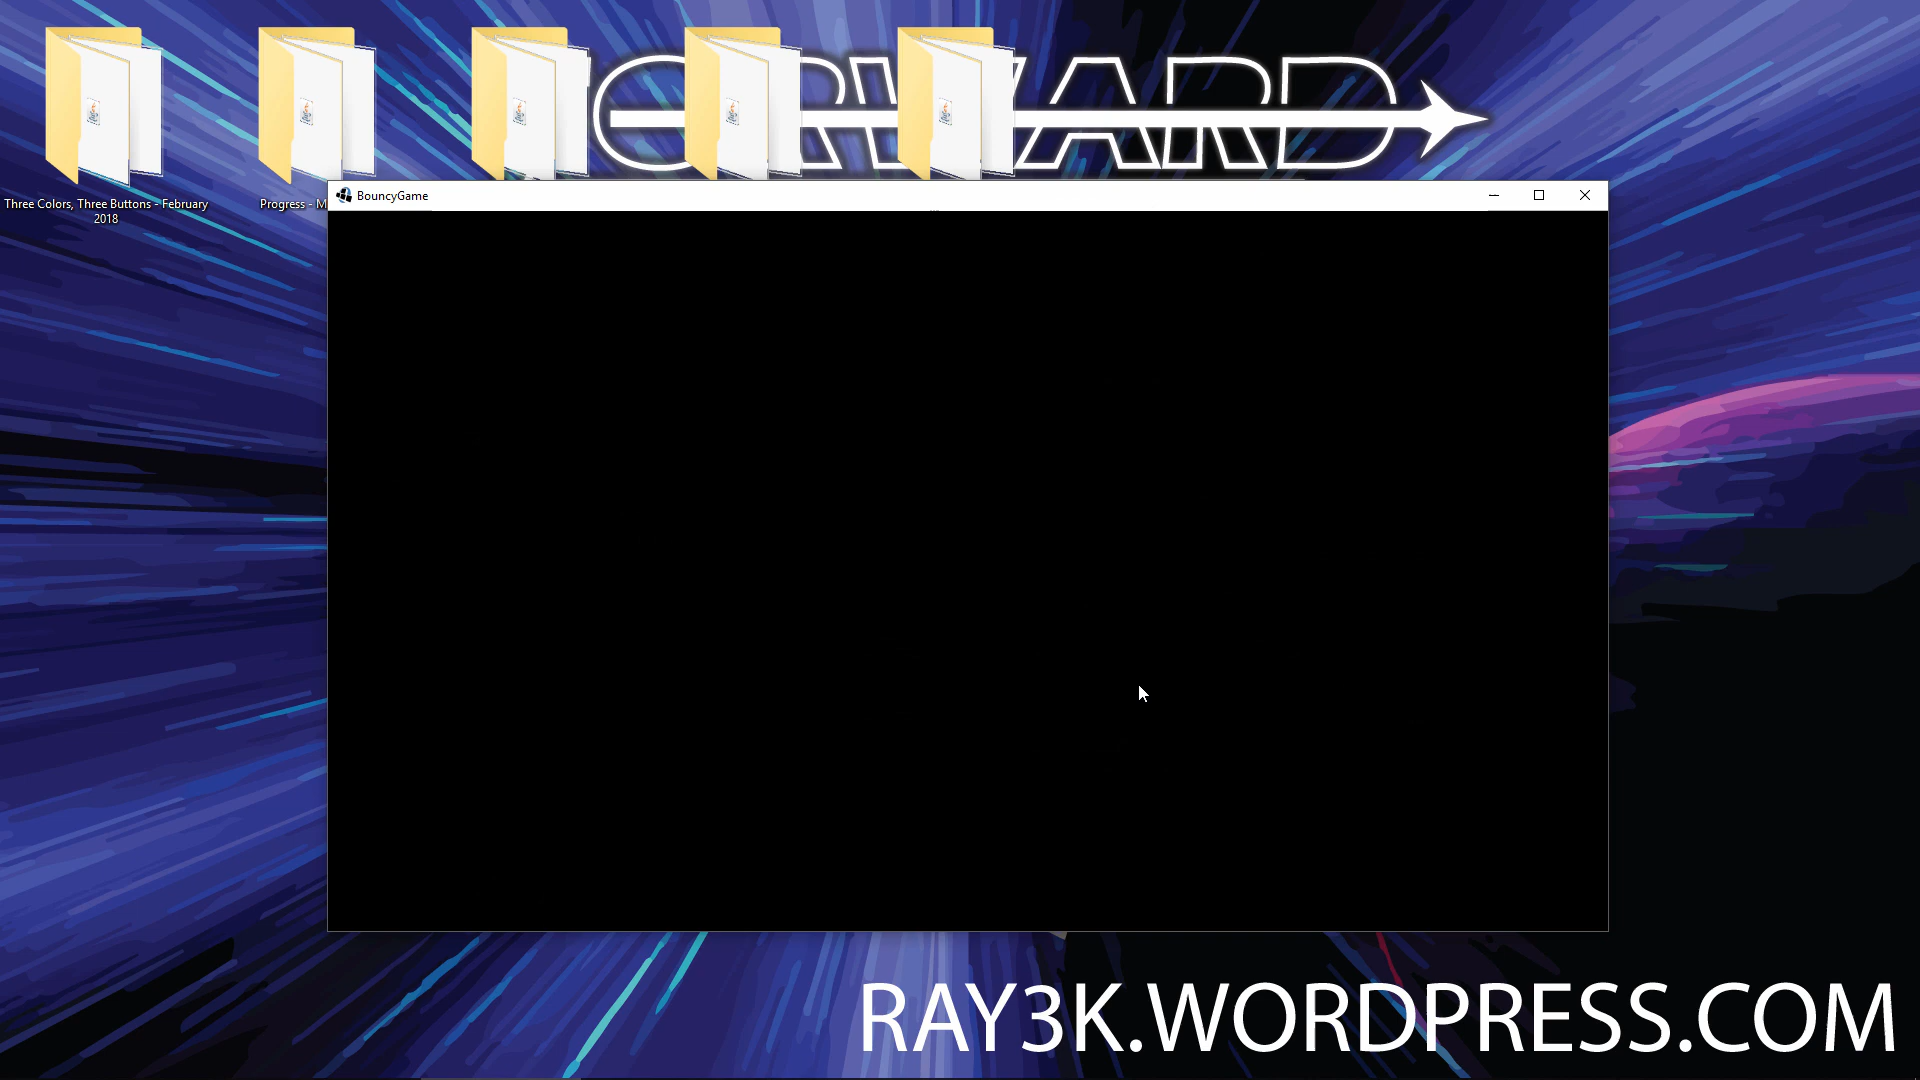 Three Colors, Three Buttons - February
2018
Progress - M
BouncyGame
RAY3K.WORDPRESS.COM